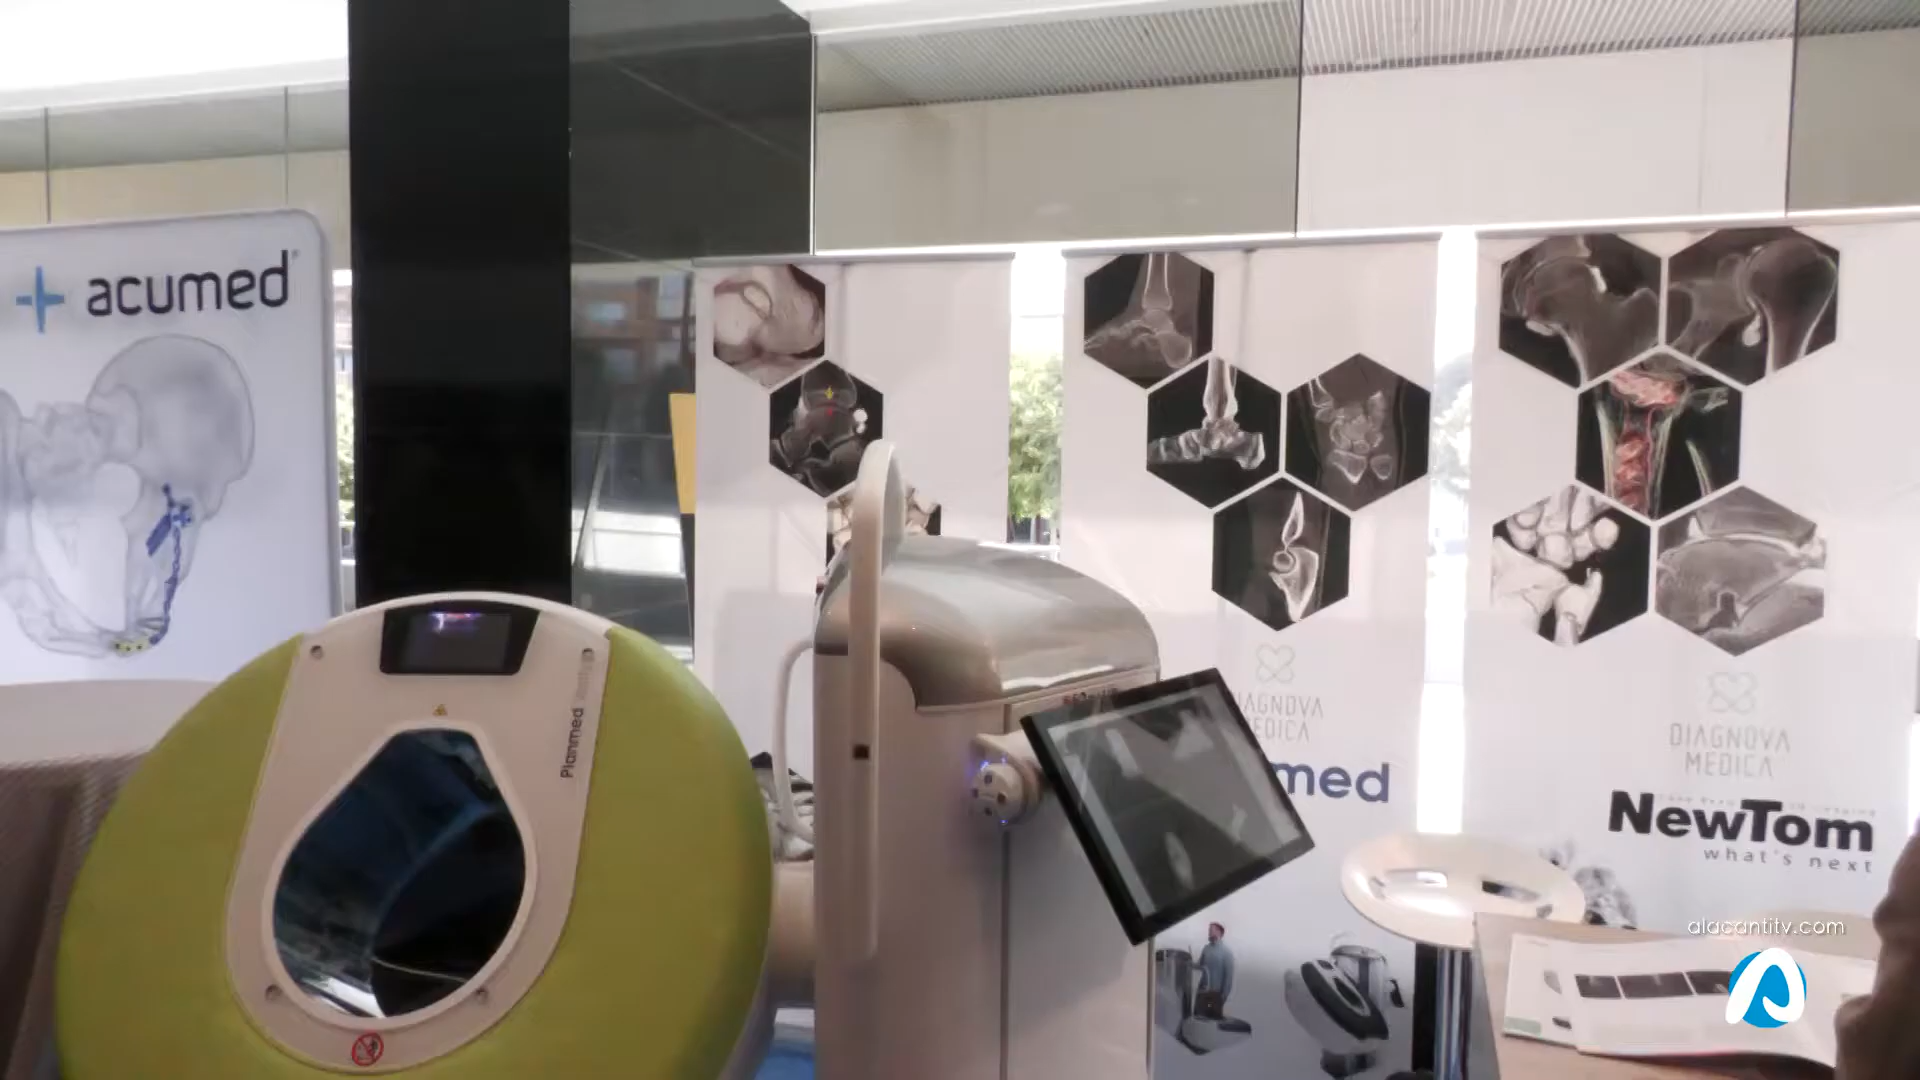 acumed
Planmed
DIAGNOVA
MEDICA
med
DIAGNOVA
MEDICA
NewTom
what's next
alacantitv.com